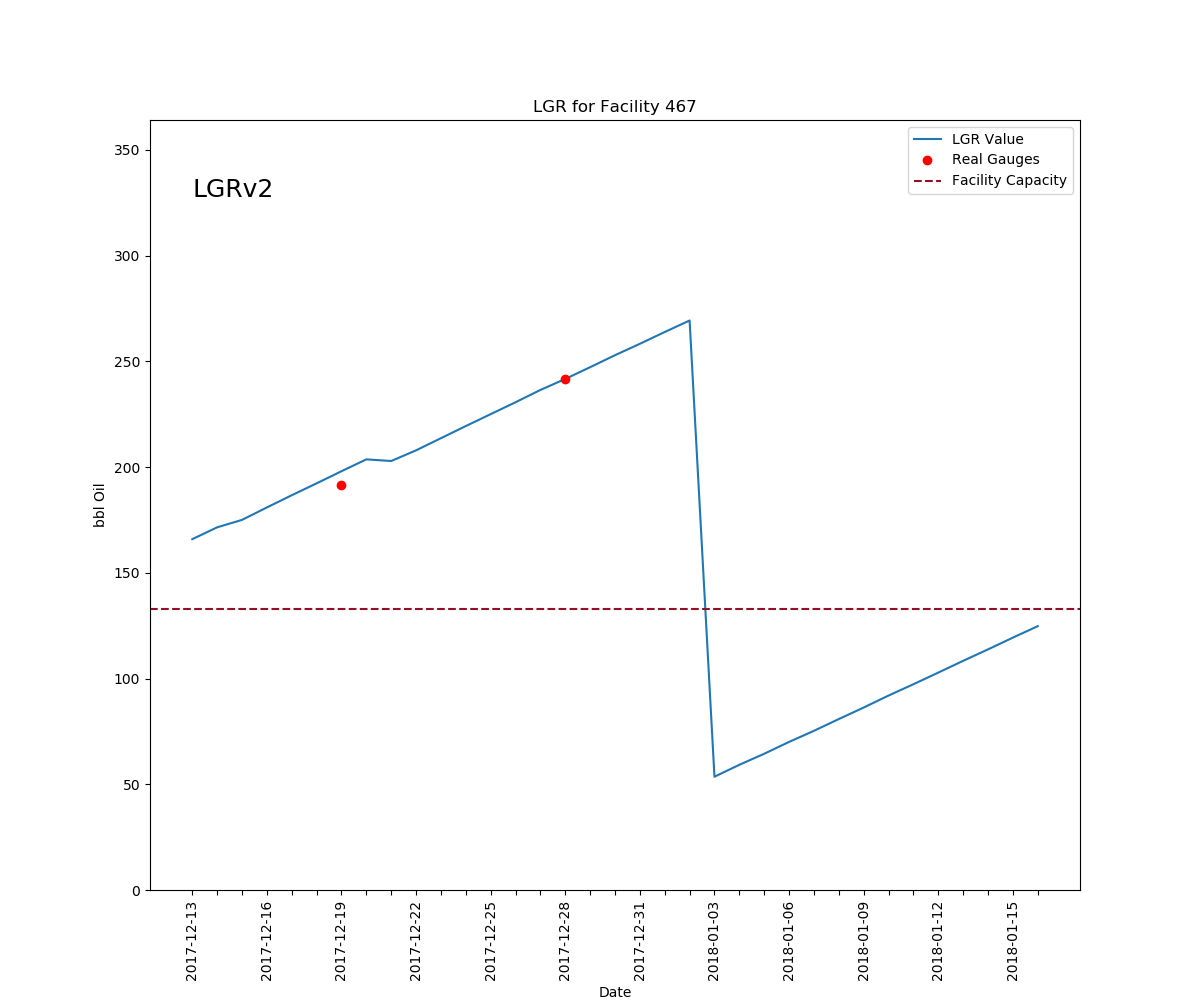 LGR for Facility 467
LGRv2
LGR Value
Real Gauges
Facility Capacity
350
300
250
200
150
100
50
0
bbl Oil
2017-12-13
2017-12-16
2017-12-19
2017-12-22
2017-12-25
2017-12-28
2017-12-31
2018-01-03
2018-01-06
2018-01-09
2018-01-12
2018-01-15
Date